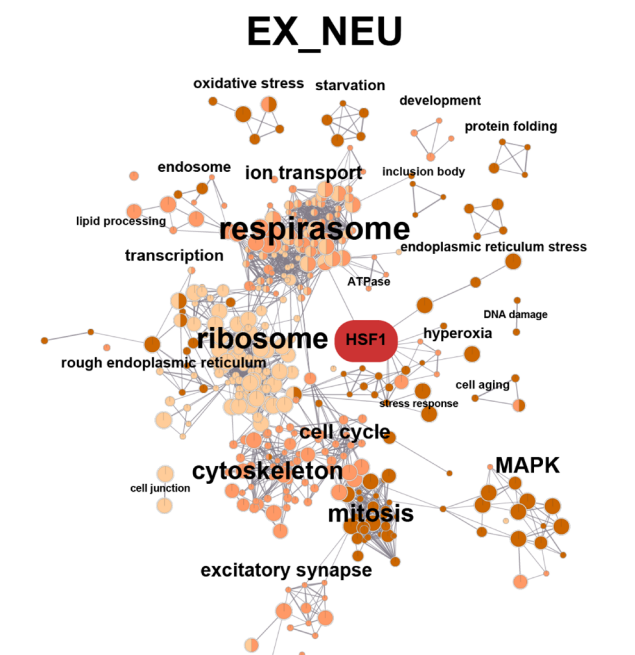 EX_NEU
oxidative stress
starvation
development
protein folding
endosome
ion transport
inclusion body
lipid processing
respirasome
endoplasmic reticulum stress
transcription
ATPase
DNA damage
ribosome
HSF1
hyperoxia
rough endoplasmic reticulum
cell aging
stress response
cell cycle
cytoskeleton
MAPK
cell junction
mitosis
excitatory synapse